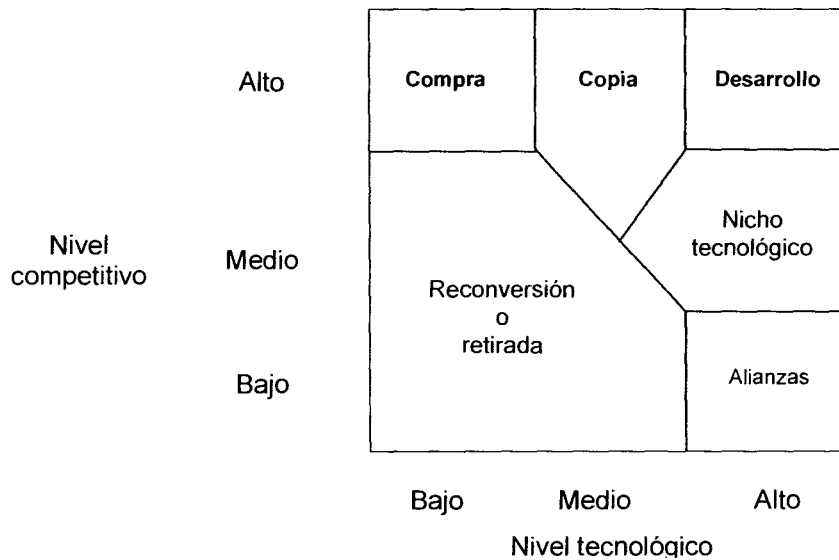 Alto
Compra
Copia
Desarrollo
Nivel
competitivo
Medio
Nicho
tecnológico
Reconversión
o
retirada
Bajo
Alianzas
Bajo
Medio
Alto
Nivel tecnológico